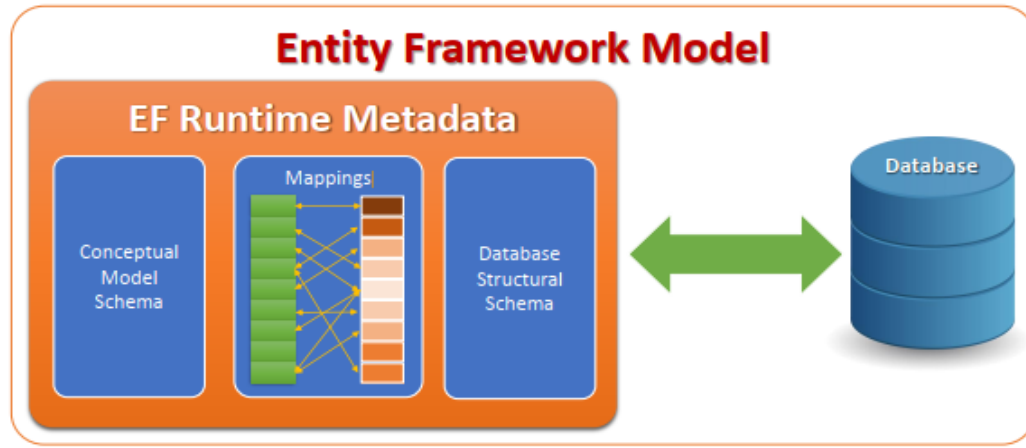 Entity Framework Model
EF Runtime Metadata
Conceptual
Model
Schema
Mappings
Database
Structural
Schema
Database